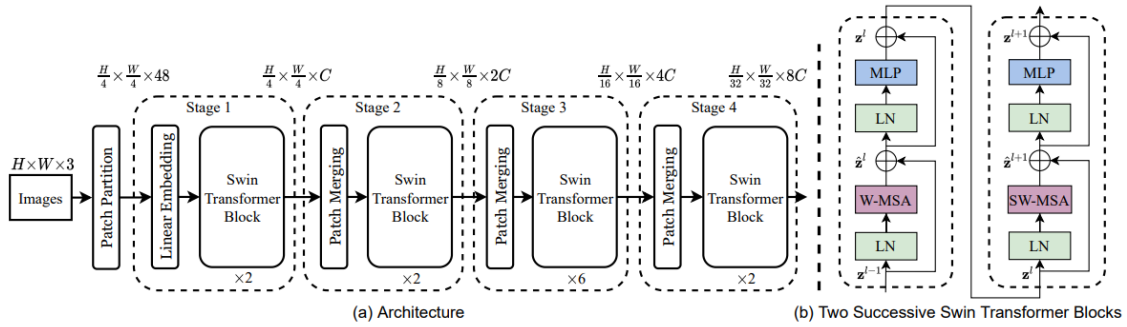 H/4 × W/4 × 48
H/4 × W/4 × C
H/8 × W/8 × 2C
H/16 × W/16 × 4C
H/32 × W/32 × 8C
Stage 1
Stage 2
Stage 3
Stage 4
H×W×3
Images
Patch Partition
Linear Embedding
Swin
Transformer
Block
×2
Patch Merging
Swin
Transformer
Block
×2
Patch Merging
Swin
Transformer
Block
×6
Patch Merging
Swin
Transformer
Block
×2
(a) Architecture
z^l
MLP
LN
ẑ^l
W-MSA
LN
z^{l-1}
z^{l+1}
MLP
LN
ẑ^{l+1}
SW-MSA
LN
z^l
(b) Two Successive Swin Transformer Blocks